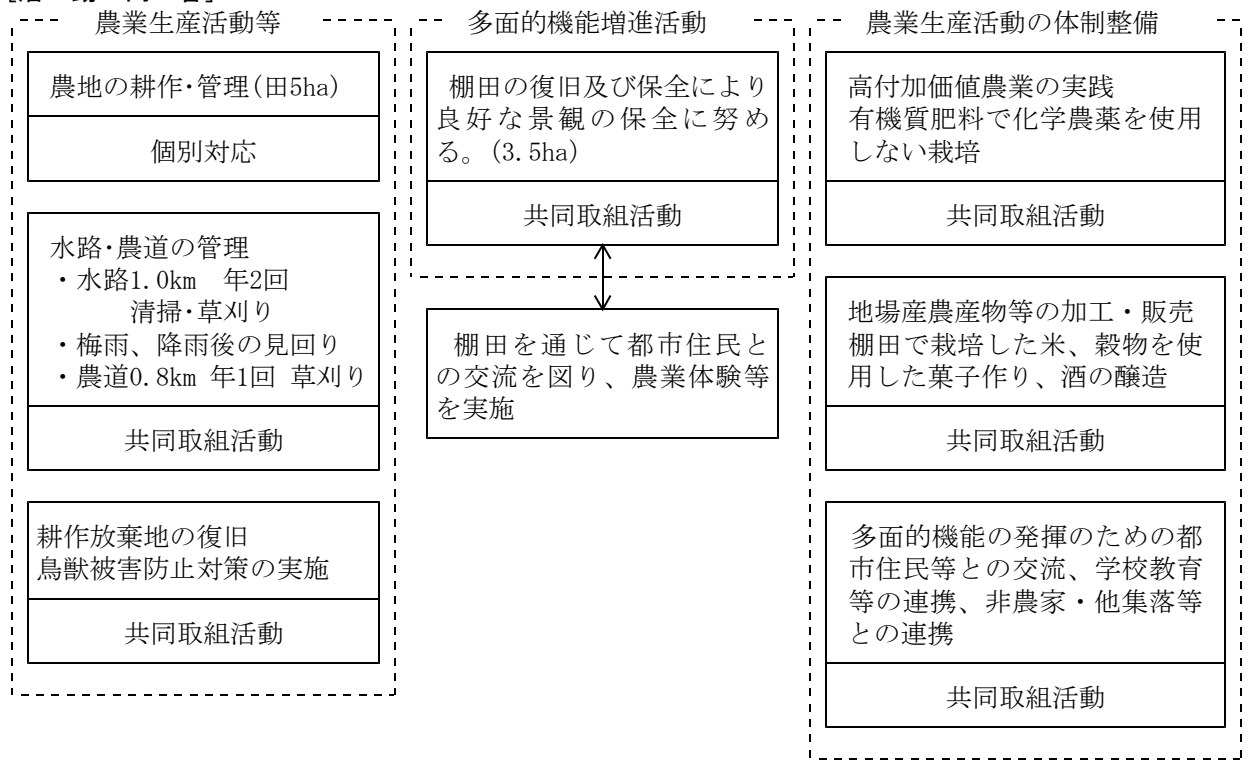 農業生産活動等
農地の耕作・管理(田5ha)
個別対応
水路・農道の管理
・水路1.0km 年2回
清掃・草刈り
・梅雨、降雨後の見回り
・農道0.8km 年1回 草刈り
共同取組活動
耕作放棄地の復旧
鳥獣被害防止対策の実施
共同取組活動
多面的機能増進活動
棚田の復旧及び保全により
良好な景観の保全に努め
る。(3.5ha)
共同取組活動
棚田を通じて都市住民と
の交流を図り、農業体験等
を実施
農業生産活動の体制整備
高付加価値農業の実践
有機質肥料で化学農薬を使用
しない栽培
共同取組活動
地場産農産物等の加工・販売
棚田で栽培した米、穀物を使
用した菓子作り、酒の醸造
共同取組活動
多面的機能の発揮のための都
市住民等との交流、学校教育
等の連携、非農家・他集落等
との連携
共同取組活動